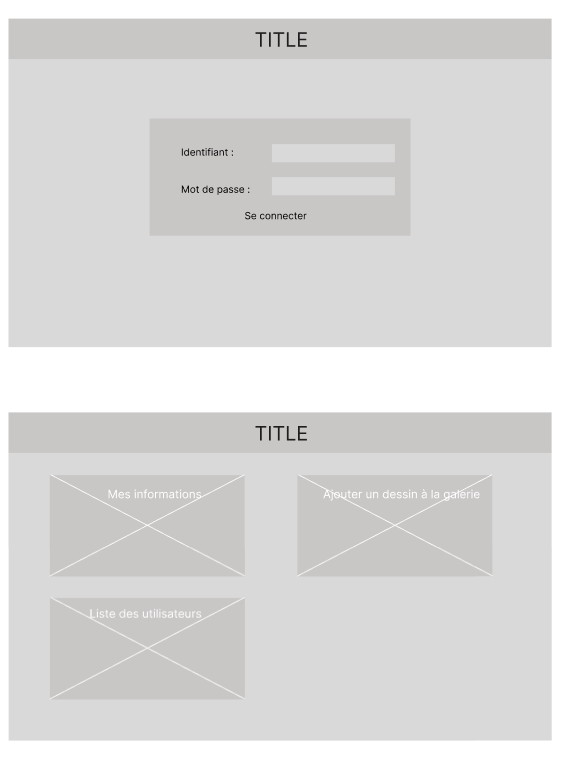 TITLE
Identifiant :
Mot de passe :
Se connecter
TITLE
Mes informations
Ajouter un dessin à la galerie
Liste des utilisateurs